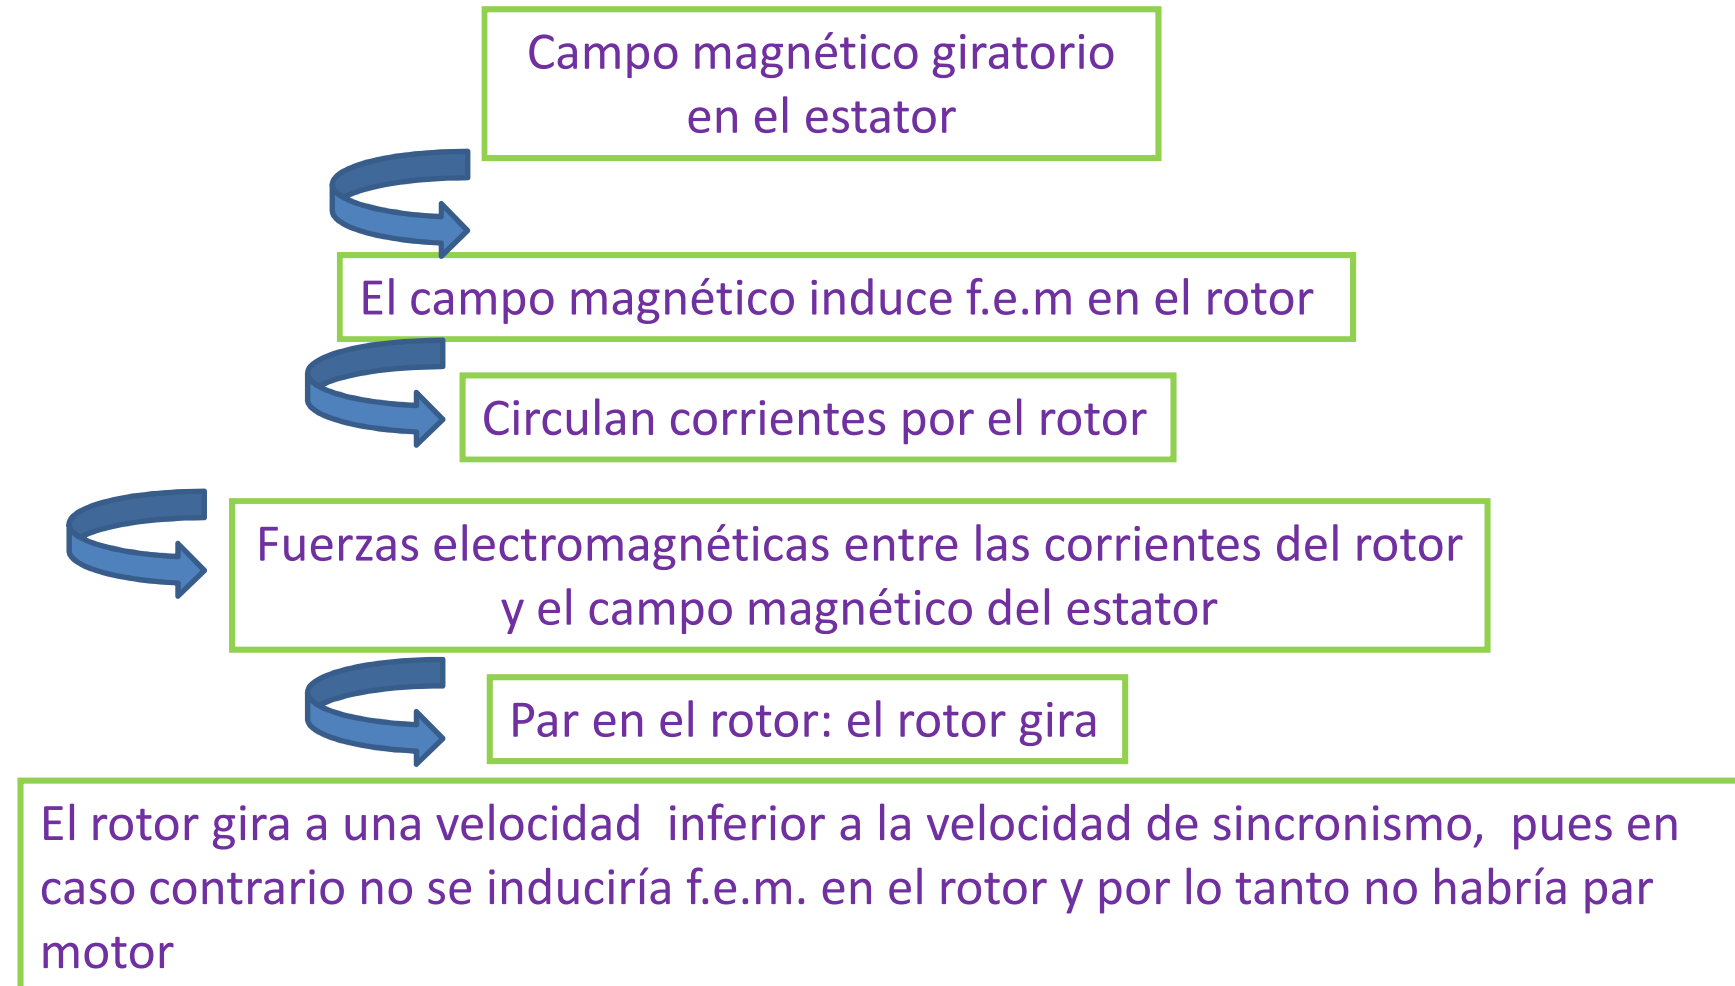 Campo magnético giratorio
en el estator
El campo magnético induce f.e.m en el rotor
Circulan corrientes por el rotor
Fuerzas electromagnéticas entre las corrientes del rotor
y el campo magnético del estator
Par en el rotor: el rotor gira
El rotor gira a una velocidad inferior a la velocidad de sincronismo, pues en
caso contrario no se induciría f.e.m. en el rotor y por lo tanto no habría par
motor